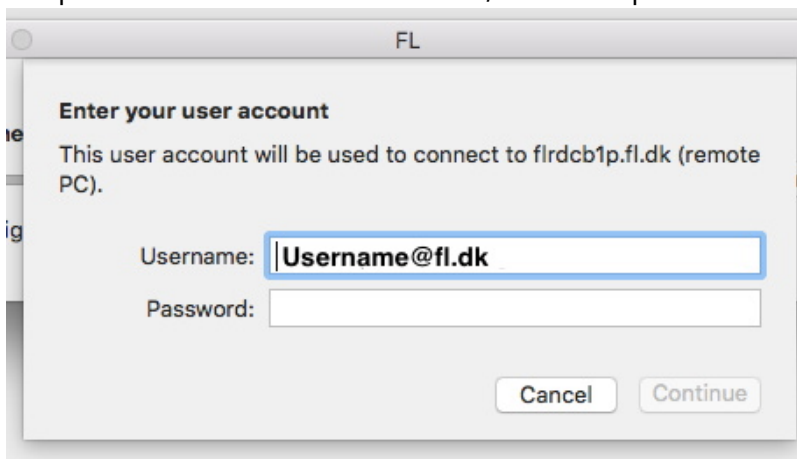 FL
Enter your user account
This user account will be used to connect to flrdcb1p.fl.dk (remote
PC).
ig
Username: Username@fl.dk
Password:
Cancel Continue